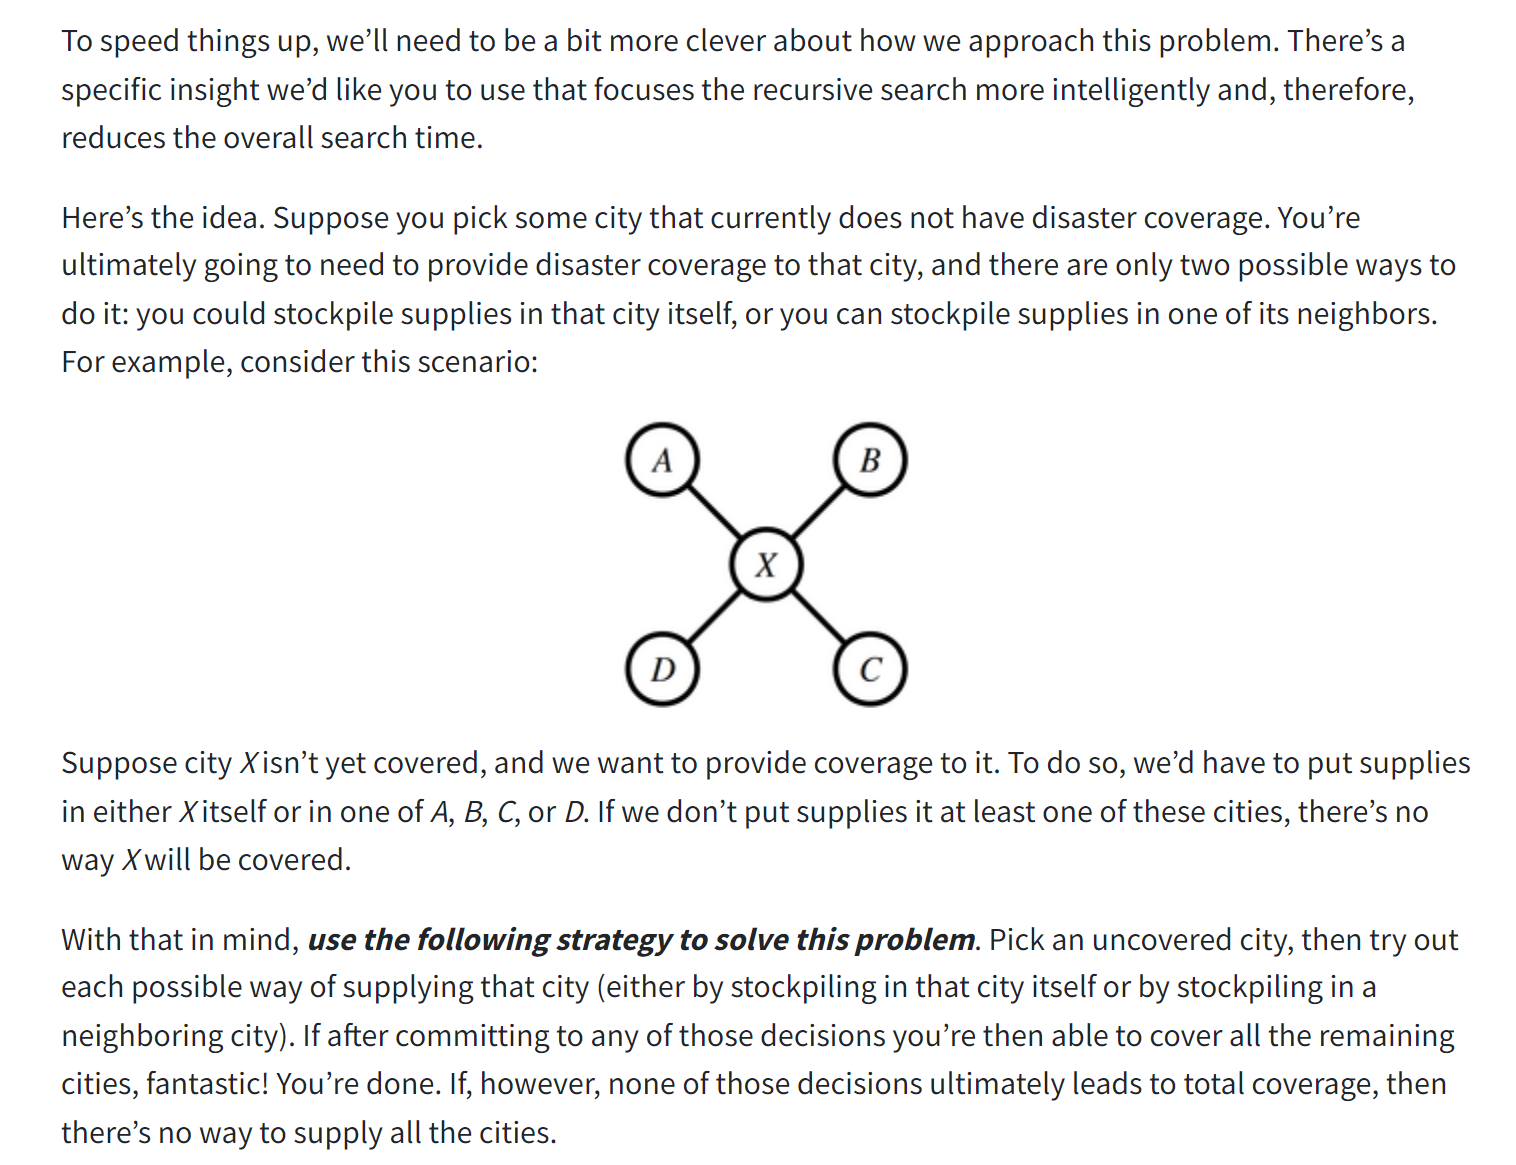 To speed things up, we’ll need to be a bit more clever about how we approach this problem. There’s a
specific insight we’d like you to use that focuses the recursive search more intelligently and, therefore,
reduces the overall search time.
Here’s the idea. Suppose you pick some city that currently does not have disaster coverage. You’re
ultimately going to need to provide disaster coverage to that city, and there are only two possible ways to
do it: you could stockpile supplies in that city itself, or you can stockpile supplies in one of its neighbors.
For example, consider this scenario:
A
B
X
D
C
Suppose city X isn’t yet covered, and we want to provide coverage to it. To do so, we’d have to put supplies
in either X itself or in one of A, B, C, or D. If we don’t put supplies it at least one of these cities, there’s no
way X will be covered.
With that in mind, use the following strategy to solve this problem. Pick an uncovered city, then try out
each possible way of supplying that city (either by stockpiling in that city itself or by stockpiling in a
neighboring city). If after committing to any of those decisions you’re then able to cover all the remaining
cities, fantastic! You’re done. If, however, none of those decisions ultimately leads to total coverage, then
there’s no way to supply all the cities.